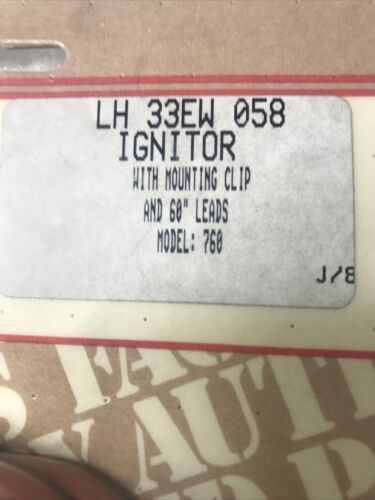 LH 33EW 058
IGNITOR
WITH MOUNTING CLIP
AND 60" LEADS
MODEL: 760
J/8